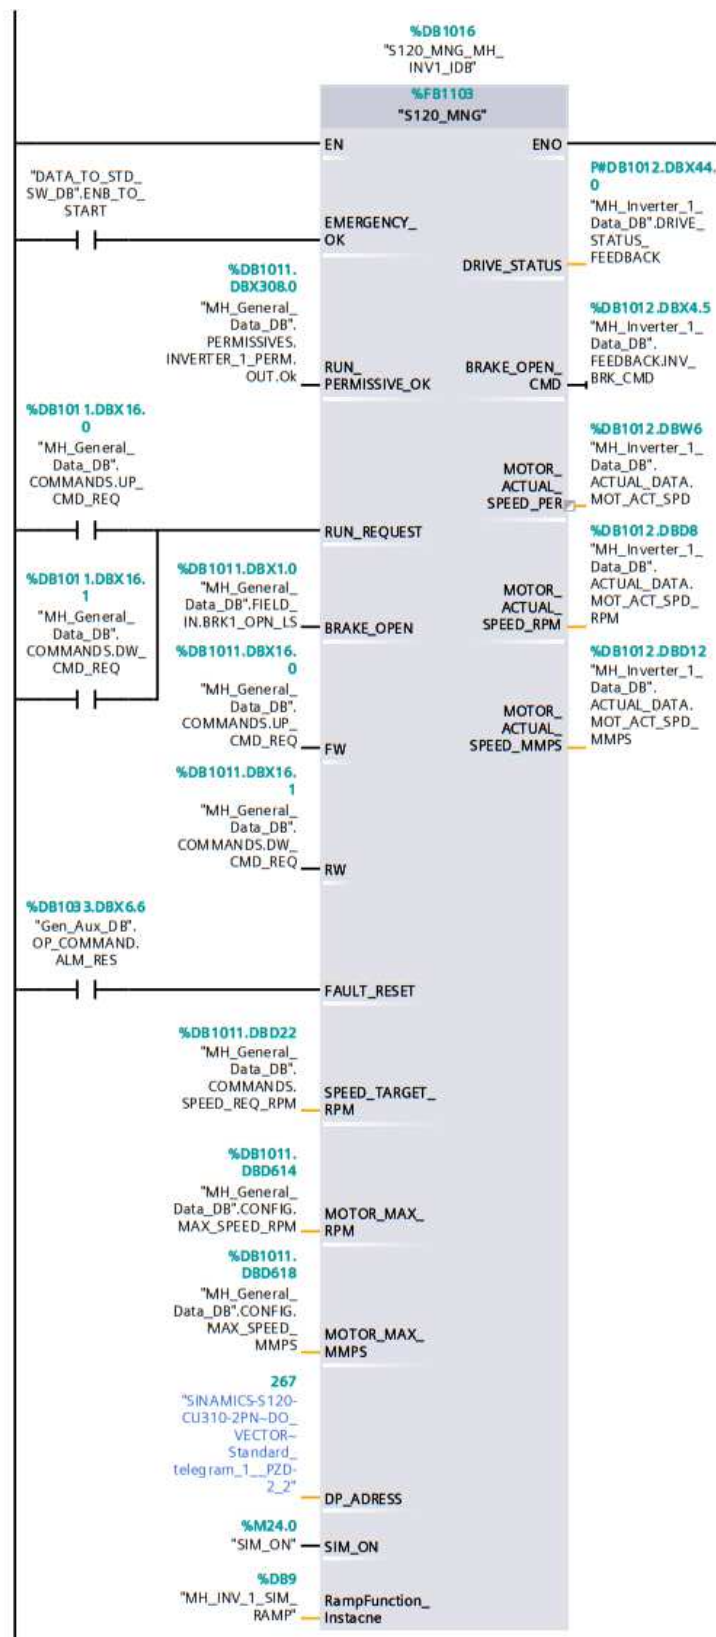 %DB1016
"S120_MNG_MH_
INV1_IDB"
%FB1103
"S120_MNG"
EN
ENO
"DATA_TO_STD_
SW_DB".ENB_TO_
START
EMERGENCY_
OK
P#DB1012.DBX44.
0
"MH_Inverter_1_
Data_DB".DRIVE_
STATUS_
FEEDBACK
DRIVE_STATUS
%DB1011.
DBX308.0
"MH_General_
Data_DB".
PERMISSIVES.
INVERTER_1_PERM.
OUT.Ok
RUN_
PERMISSIVE_OK
BRAKE_OPEN_
CMD
%DB1012.DBX4.5
"MH_Inverter_1_
Data_DB".
FEEDBACK.INV_
BRK_CMD
%DB1011.DBX16.
0
"MH_General_
Data_DB".
COMMANDS.UP_
CMD_REQ
RUN_REQUEST
MOTOR_
ACTUAL_
SPEED_PER
%DB1012.DBW6
"MH_Inverter_1_
Data_DB".
ACTUAL_DATA.
MOT_ACT_SPD
%DB1011.DBX16.
1
"MH_General_
Data_DB".
COMMANDS.DW_
CMD_REQ
%DB1011.DBX1.0
"MH_General_
Data_DB".FIELD_
IN.BRK1_OPN_LS
BRAKE_OPEN
MOTOR_
ACTUAL_
SPEED_RPM
%DB1012.DBD8
"MH_Inverter_1_
Data_DB".
ACTUAL_DATA.
MOT_ACT_SPD_
RPM
%DB1011.DBX16.
0
"MH_General_
Data_DB".
COMMANDS.UP_
CMD_REQ
FW
MOTOR_
ACTUAL_
SPEED_MMPS
%DB1012.DBD12
"MH_Inverter_1_
Data_DB".
ACTUAL_DATA.
MOT_ACT_SPD_
MMPS
%DB1011.DBX16.
1
"MH_General_
Data_DB".
COMMANDS.DW_
CMD_REQ
RW
%DB1033.DBX6.6
"Gen_Aux_DB".
OP_COMMAND.
ALM_RES
FAULT_RESET
%DB1011.DBD22
"MH_General_
Data_DB".
COMMANDS.
SPEED_REQ_RPM
SPEED_TARGET_
RPM
%DB1011.
DBD614
"MH_General_
Data_DB".CONFIG.
MAX_SPEED_RPM
MOTOR_MAX_
RPM
%DB1011.
DBD618
"MH_General_
Data_DB".CONFIG.
MAX_SPEED_
MMPS
MOTOR_MAX_
MMPS
267
"SINAMICS-S120-
CU310-2PN~DO_
VECTOR~
Standard_
telegram_1__PZD-
2_2"
DP_ADRESS
%M24.0
"SIM_ON"
SIM_ON
%DB9
"MH_INV_1_SIM_
RAMP"
RampFunction_
Instacne